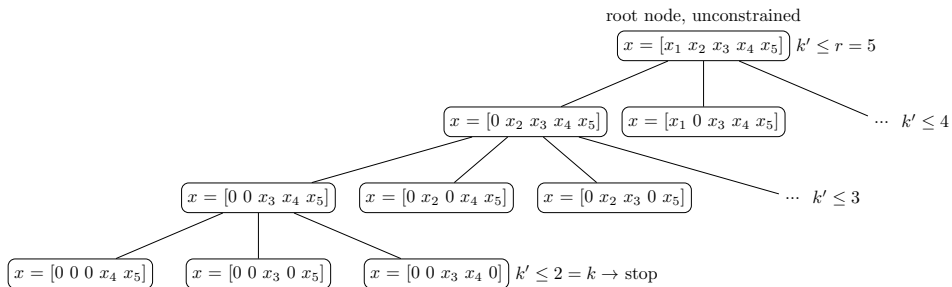 root node, unconstrained
x = [x₁ x₂ x₃ x₄ x₅] k′ ≤ r = 5
x = [0 x₂ x₃ x₄ x₅] x = [x₁ 0 x₃ x₄ x₅] ... k′ ≤ 4
x = [0 0 x₃ x₄ x₅] x = [0 x₂ 0 x₄ x₅] x = [0 x₂ x₃ 0 x₅] ... k′ ≤ 3
x = [0 0 0 x₄ x₅] x = [0 0 x₃ 0 x₅] x = [0 0 x₃ x₄ 0] k′ ≤ 2 = k → stop